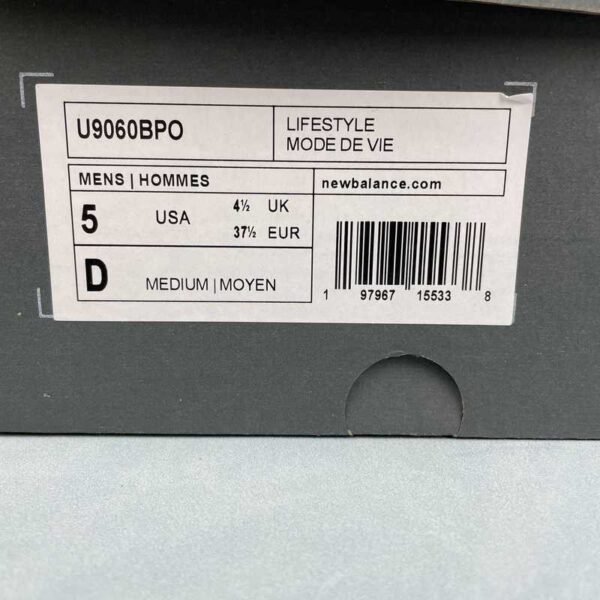 U9060BPO
LIFESTYLE
MODE DE VIE
MENS | HOMMES
newbalance.com
5 USA 4½ UK
37½ EUR
D MEDIUM | MOYEN
1 97967 15533 8